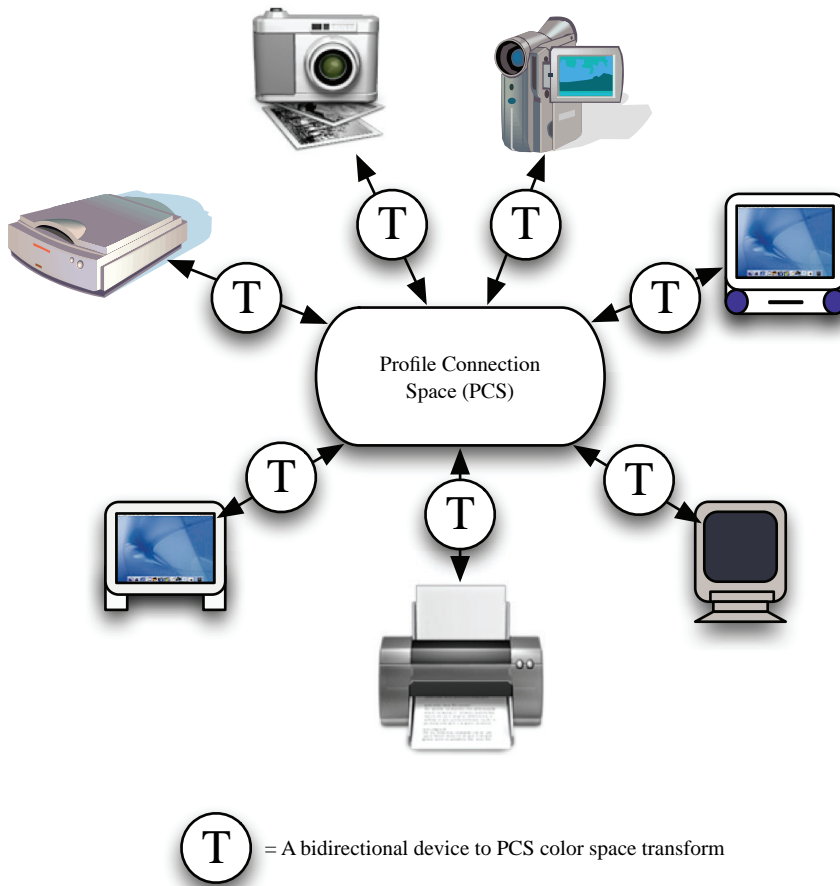 T
T
T
T
Profile Connection
Space (PCS)
T
T
T
T = A bidirectional device to PCS color space transform